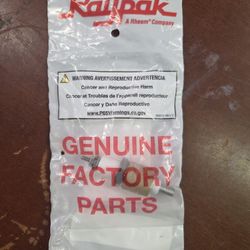 Raypak
A Rheem® Company
WARNING AVERTISSEMENT ADVERTENCIA
Cancer and Reproductive Harm
Cancer et Troubles de l'appareil reproducteur
Cancer y Daño Reproductivo
www.P65Warnings.ca.gov
GENUINE
FACTORY
PARTS